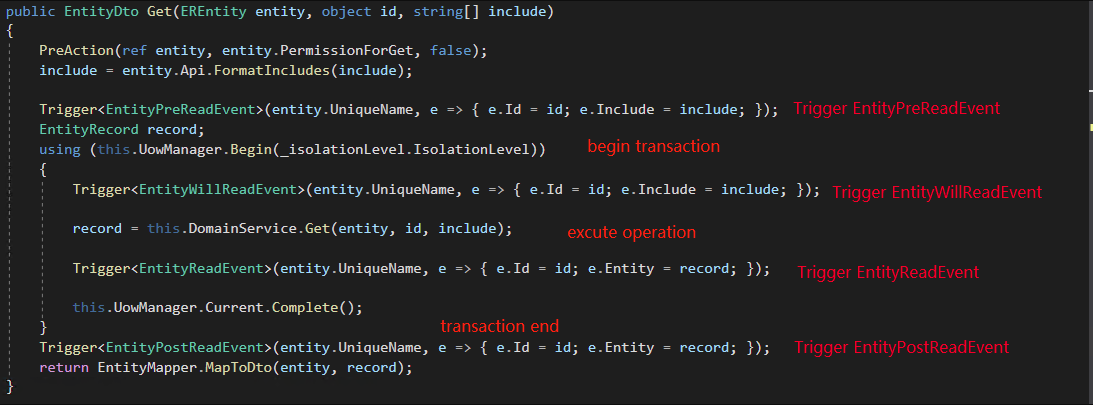 public EntityDto Get(EREntity entity, object id, string[] include)
{
PreAction(ref entity, entity.PermissionForGet, false);
include = entity.Api.FormatIncludes(include);
Trigger<EntityPreReadEvent>(entity.UniqueName, e => { e.Id = id; e.Include = include; }); Trigger EntityPreReadEvent
EntityRecord record;
using (this.UowManager.Begin(_isolationLevel.IsolationLevel)) begin transaction
{
Trigger<EntityWillReadEvent>(entity.UniqueName, e => { e.Id = id; e.Include = include; }); Trigger EntityWillReadEvent
record = this.DomainService.Get(entity, id, include); excute operation
Trigger<EntityReadEvent>(entity.UniqueName, e => { e.Id = id; e.Entity = record; }); Trigger EntityReadEvent
this.UowManager.Current.Complete();
}
transaction end
Trigger<EntityPostReadEvent>(entity.UniqueName, e => { e.Id = id; e.Entity = record; }); Trigger EntityPostReadEvent
return EntityMapper.MapToDto(entity, record);
}